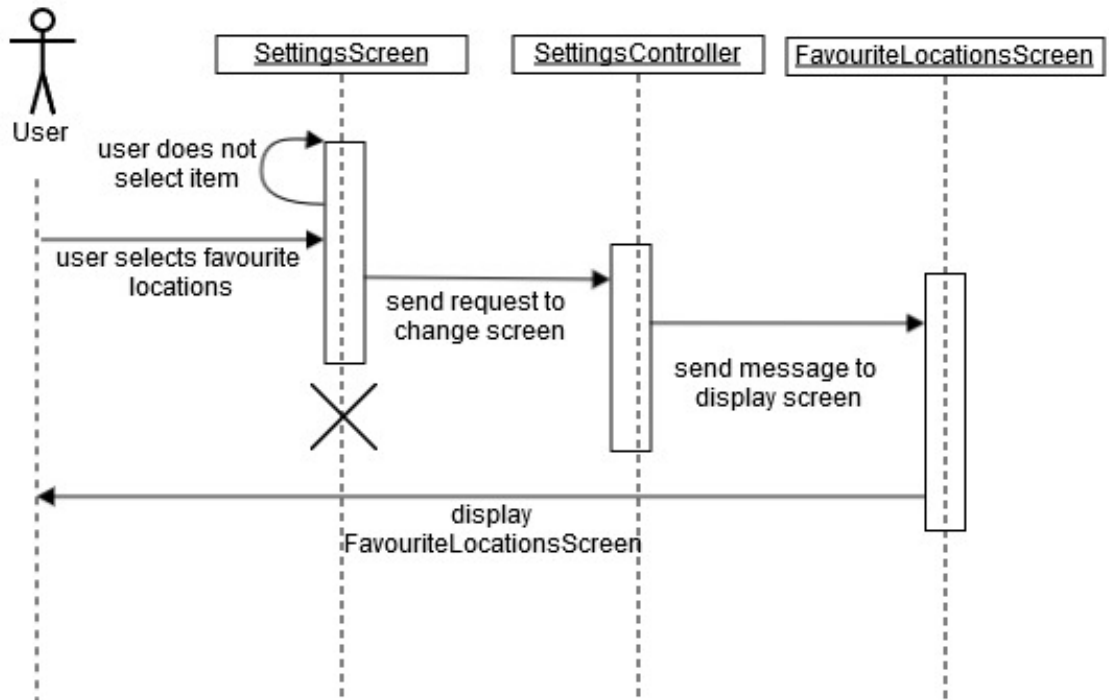 SettingsScreen
SettingsController
FavouriteLocationsScreen
User
user does not
select item
user selects favourite
locations
send request to
change screen
send message to
display screen
display
FavouriteLocationsScreen